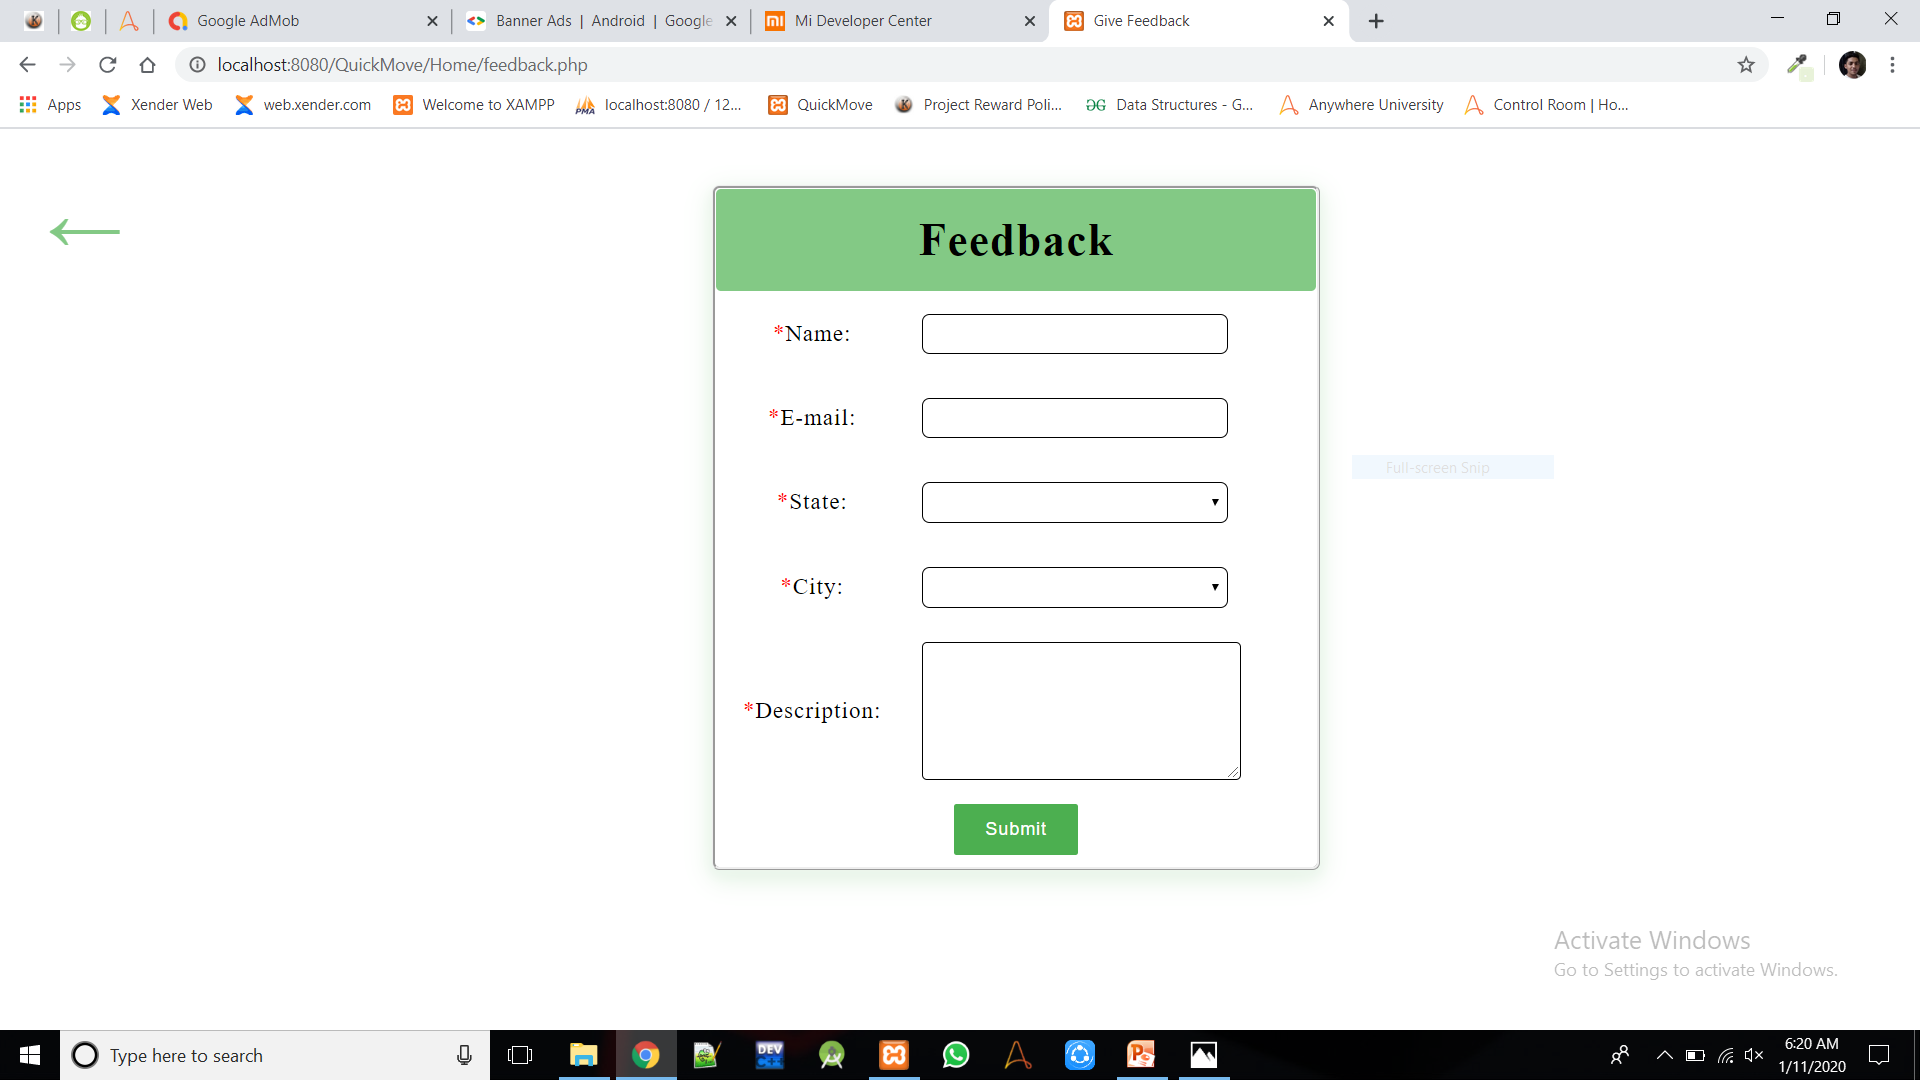 Google AdMob
Banner Ads | Android | Google
Mi Developer Center
Give Feedback
localhost:8080/QuickMove/Home/feedback.php
Apps
Xender Web
web.xender.com
Welcome to XAMPP
PMA
localhost:8080 / 12...
QuickMove
Project Reward Poli...
Data Structures - G...
Anywhere University
Control Room | Ho...
Feedback
*Name:
*E-mail:
Full-screen Snip
*State:
*City:
*Description:
Submit
Activate Windows
Go to Settings to activate Windows.
Type here to search
DEV
C++
6:20 AM
1/11/2020